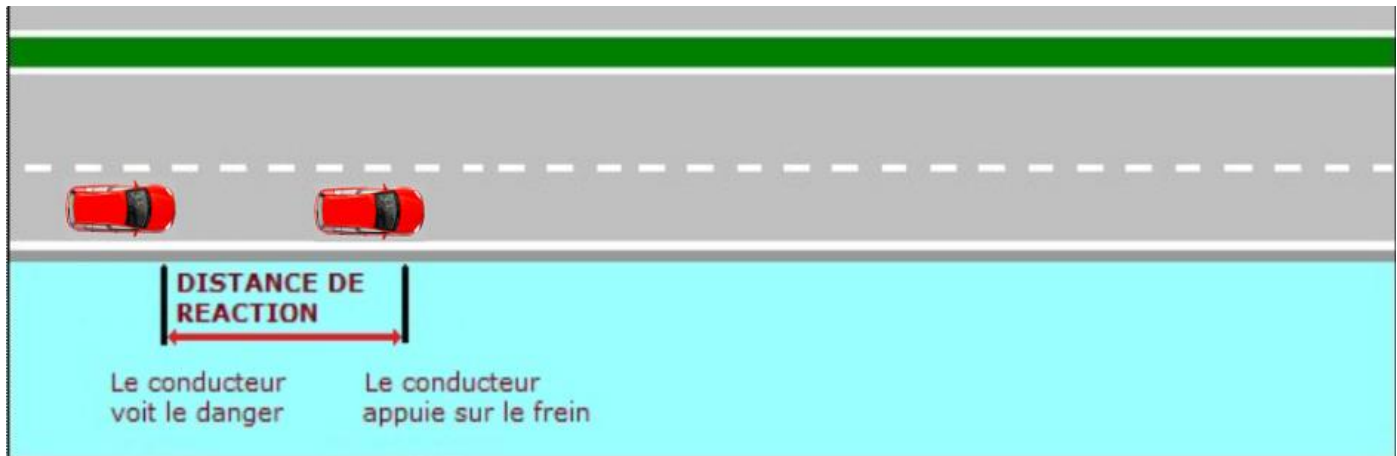 DISTANCE DE
REACTION
Le conducteur
voit le danger
Le conducteur
appuie sur le frein